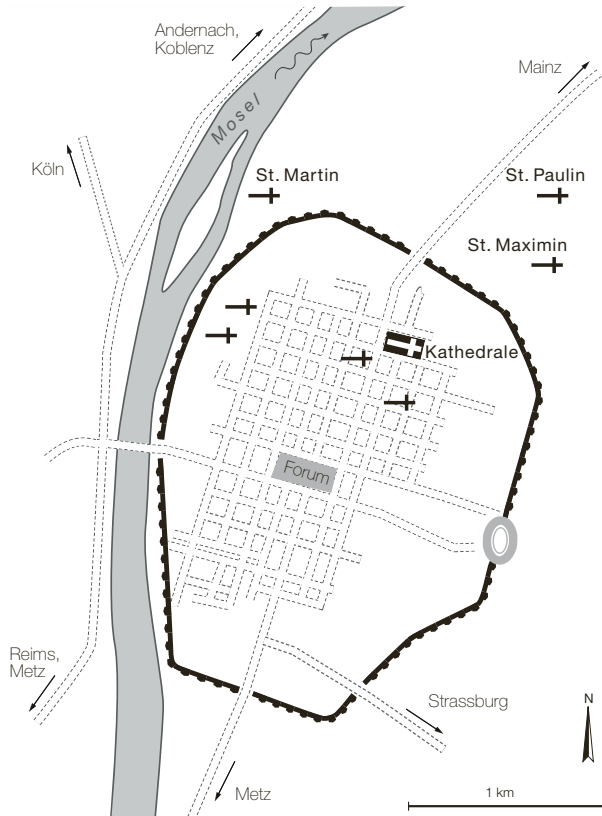 Andernach,
Koblenz
Mainz
Mosel
Köln
St. Martin
St. Paulin
St. Maximin
Kathedrale
Forum
Reims,
Metz
Strassburg
N
Metz
1 km